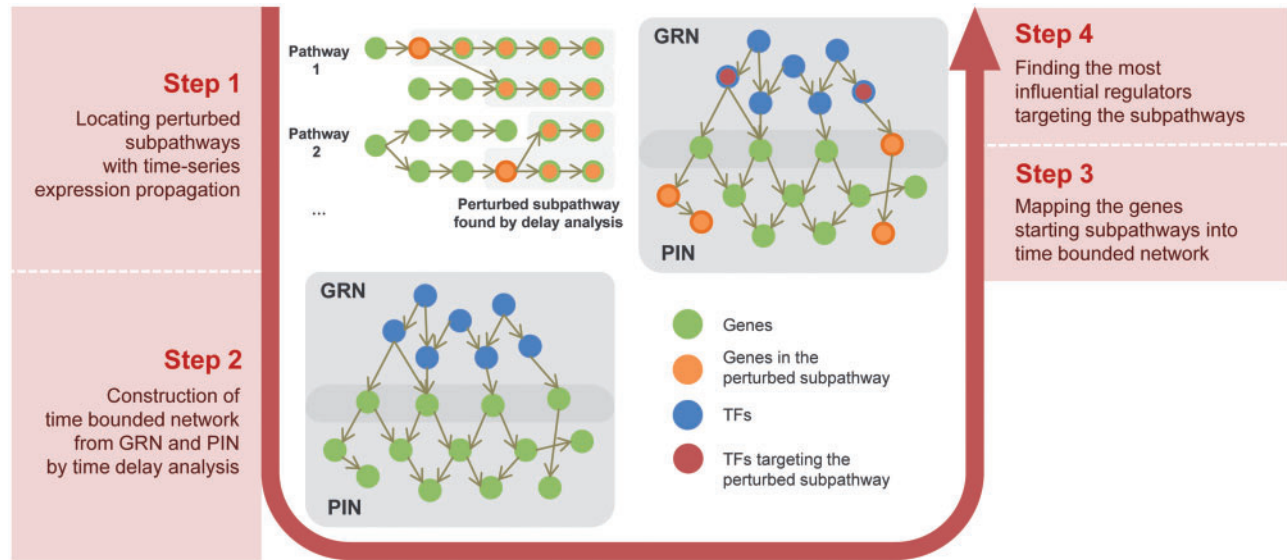 Step 1
Locating perturbed
subpathways
with time-series
expression propagation
Pathway
1
Pathway
2
...
Perturbed subpathway
found by delay analysis
Step 2
Construction of
time bounded network
from GRN and PIN
by time delay analysis
GRN
PIN
GRN
PIN
Genes
Genes in the
perturbed subpathway
TFs
TFs targeting the
perturbed subpathway
Step 4
Finding the most
influential regulators
targeting the subpathways
Step 3
Mapping the genes
starting subpathways into
time bounded network